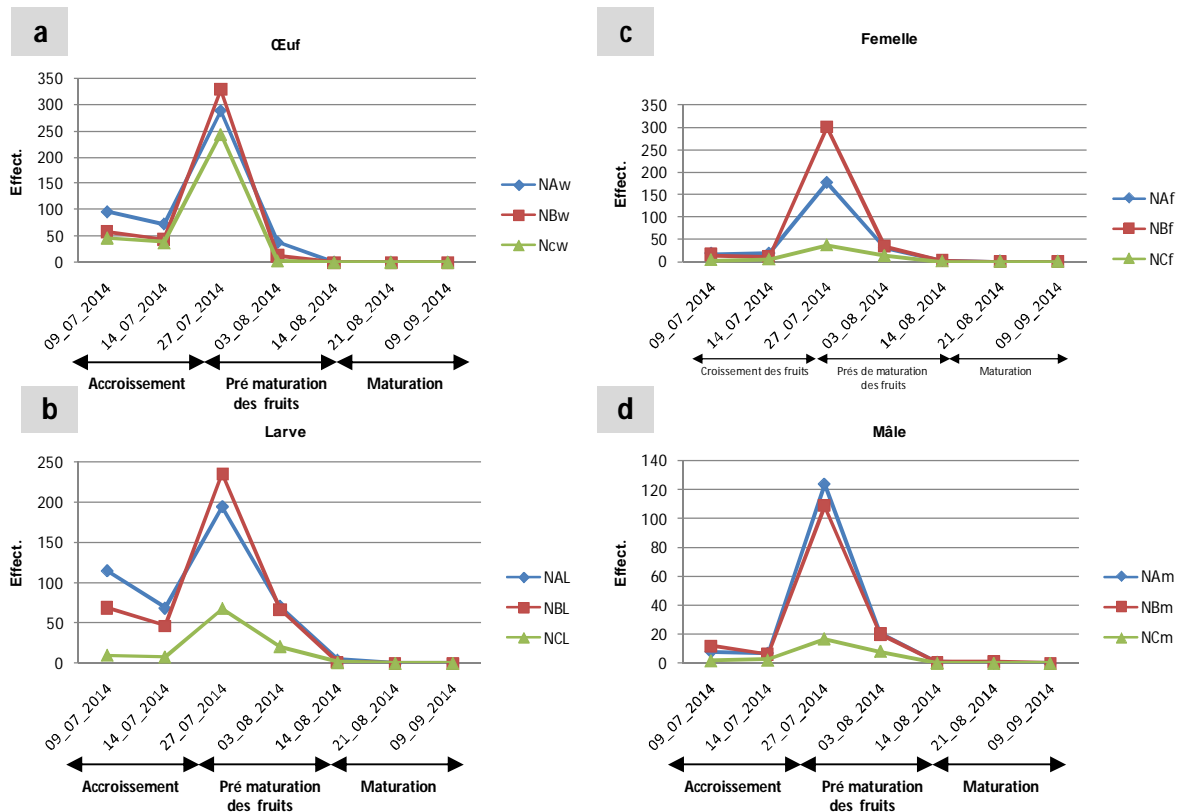 a
Œuf
Effect.
350
300
250
200
150
100
50
0
NAw
NBw
Ncw
09_07_2014
14_07_2014
27_07_2014
03_08_2014
14_08_2014
21_08_2014
09_09_2014
Accroissement
Pré maturation
des fruits
Maturation
c
Femelle
Effect.
350
300
250
200
150
100
50
0
NAf
NBf
NCf
09_07_2014
14_07_2014
27_07_2014
03_08_2014
14_08_2014
21_08_2014
09_09_2014
Croissement des fruits
Prés de maturation
des fruits
Maturation
b
Larve
Effect.
250
200
150
100
50
0
NAL
NBL
NCL
09_07_2014
14_07_2014
27_07_2014
03_08_2014
14_08_2014
21_08_2014
09_09_2014
Accroissement
Pré maturation
des fruits
Maturation
d
Mâle
Effect.
140
120
100
80
60
40
20
0
NAm
NBm
NCm
09_07_2014
14_07_2014
27_07_2014
03_08_2014
14_08_2014
21_08_2014
09_09_2014
Accroissement
Pré maturation
des fruits
Maturation